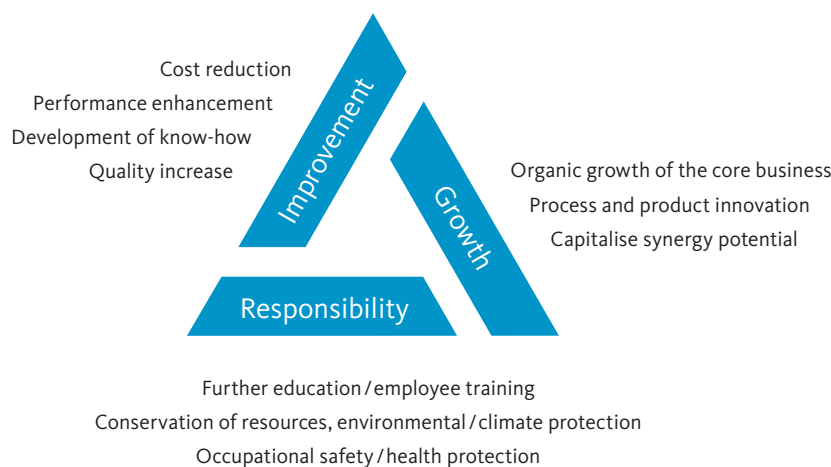 Improvement
Cost reduction
Performance enhancement
Development of know-how
Quality increase
Growth
Organic growth of the core business
Process and product innovation
Capitalise synergy potential
Responsibility
Further education / employee training
Conservation of resources, environmental / climate protection
Occupational safety / health protection